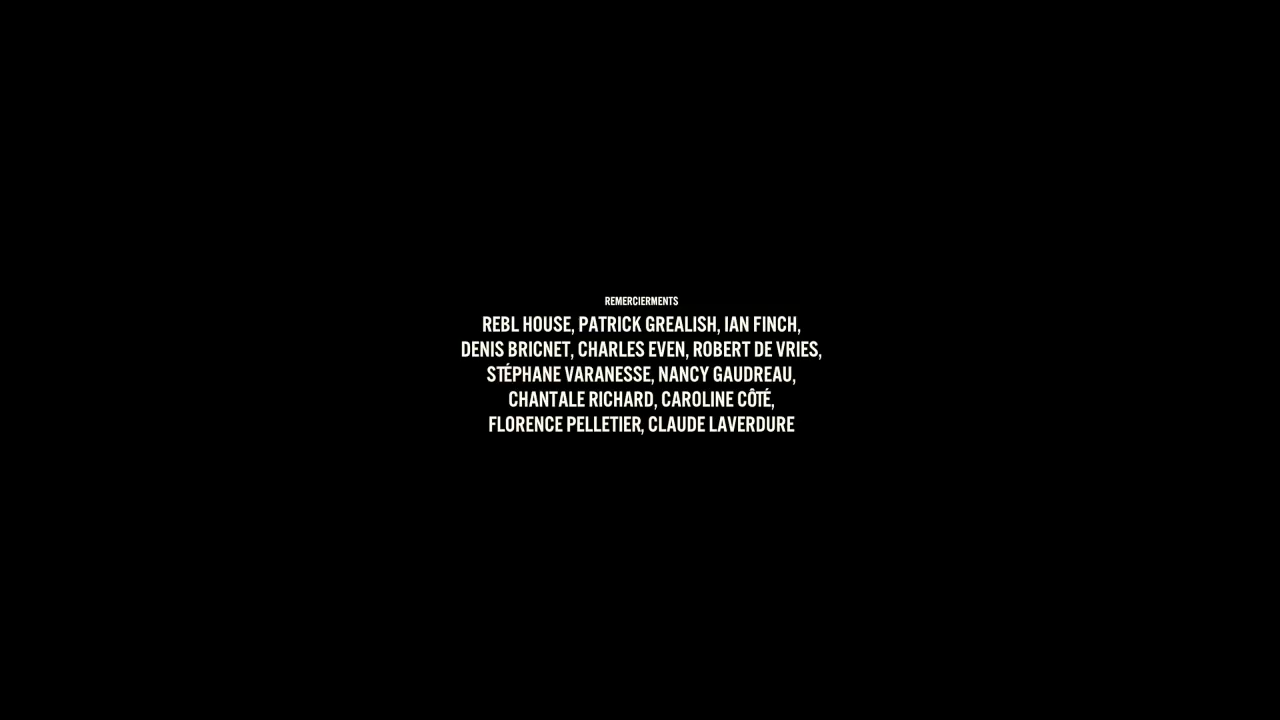 REMERCIERMENTS
REBL HOUSE, PATRICK GREALISH, IAN FINCH,
DENIS BRICNET, CHARLES EVEN, ROBERT DE VRIES,
STÉPHANE VARANESSE, NANCY GAUDREAU,
CHANTALE RICHARD, CAROLINE CÔTÉ,
FLORENCE PELLETIER, CLAUDE LAVERDURE